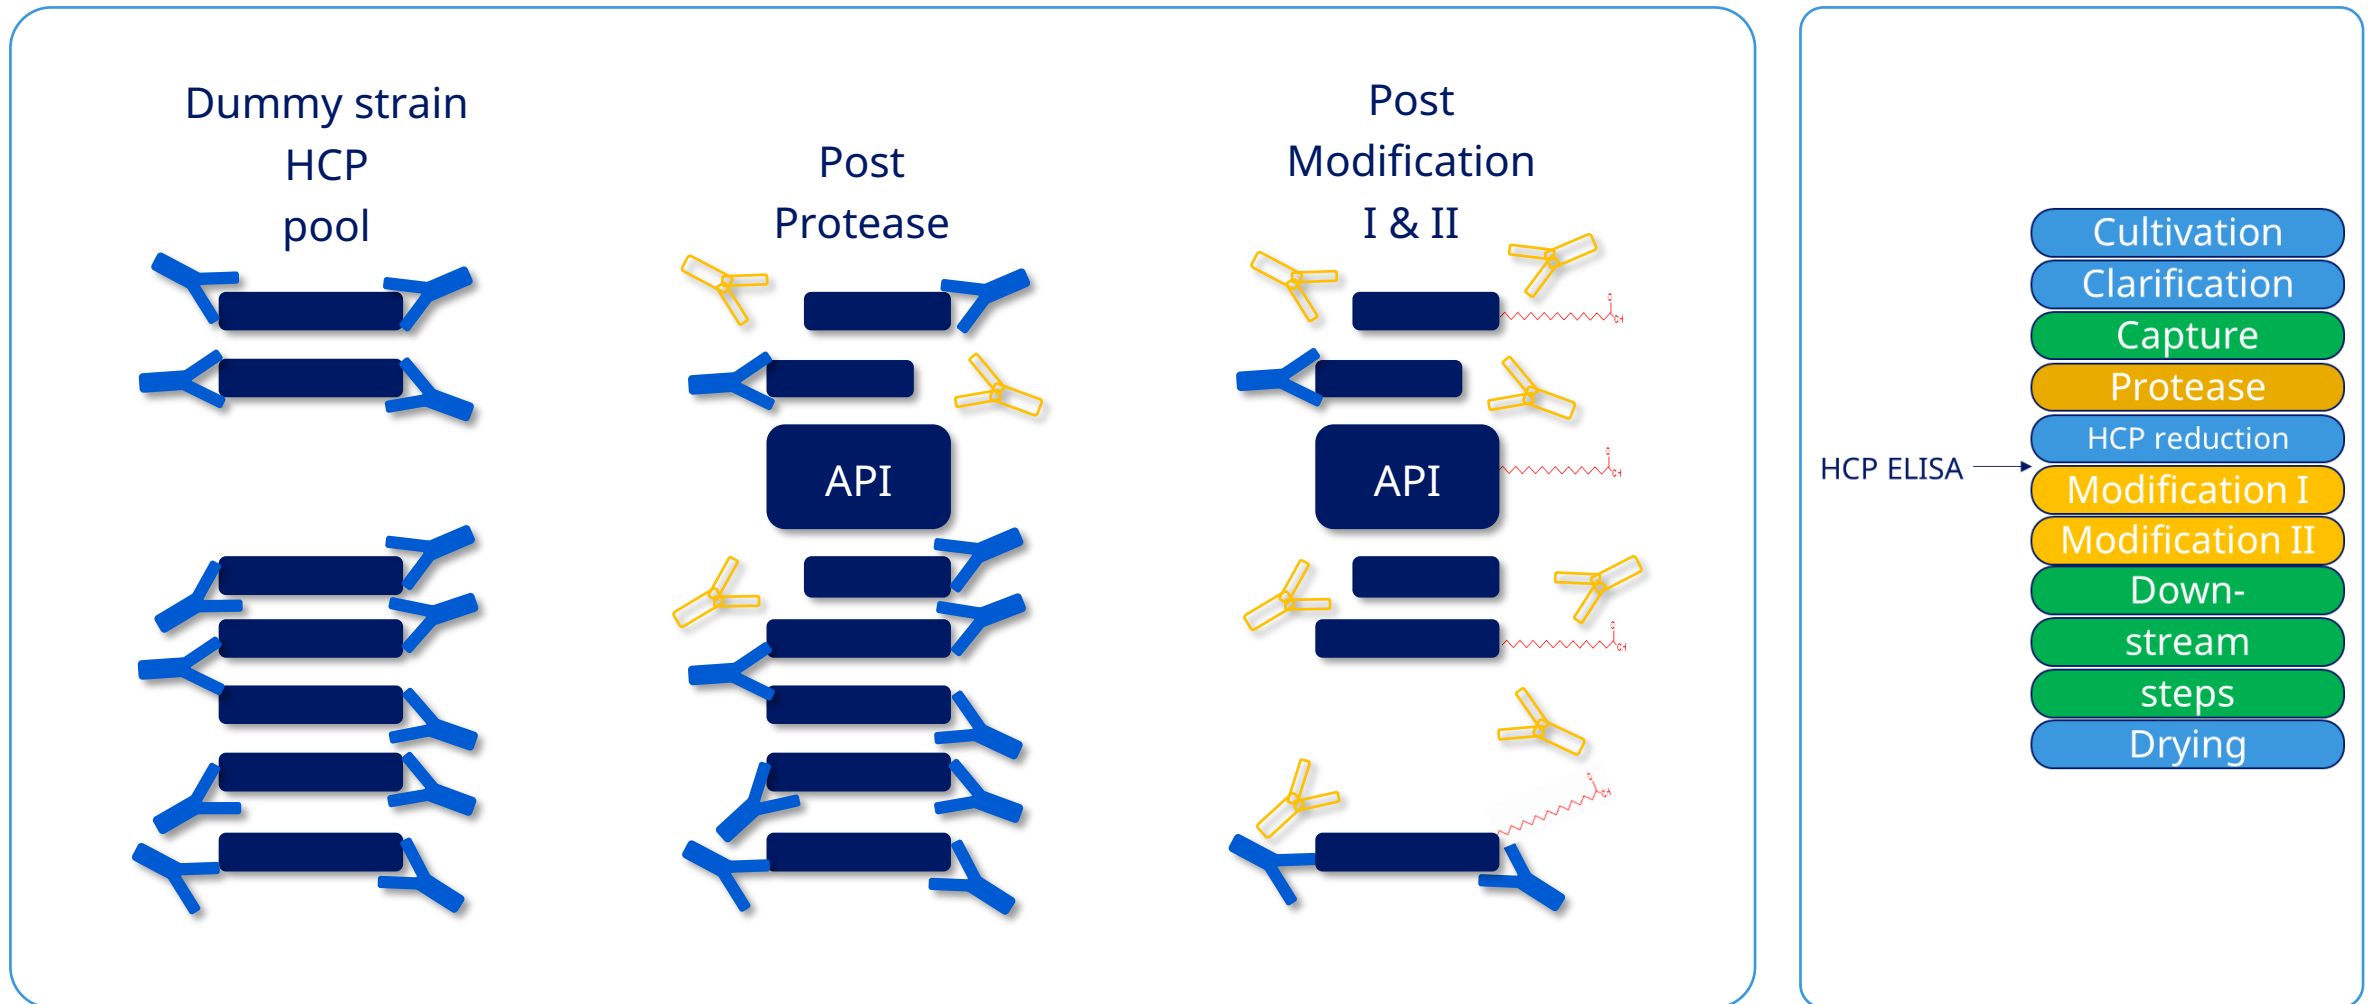 Dummy strain
HCP
pool
Post
Protease
API
Post
Modification
I & II
API
HCP ELISA
Cultivation
Clarification
Capture
Protease
HCP reduction
Modification I
Modification II
Down-
stream
steps
Drying